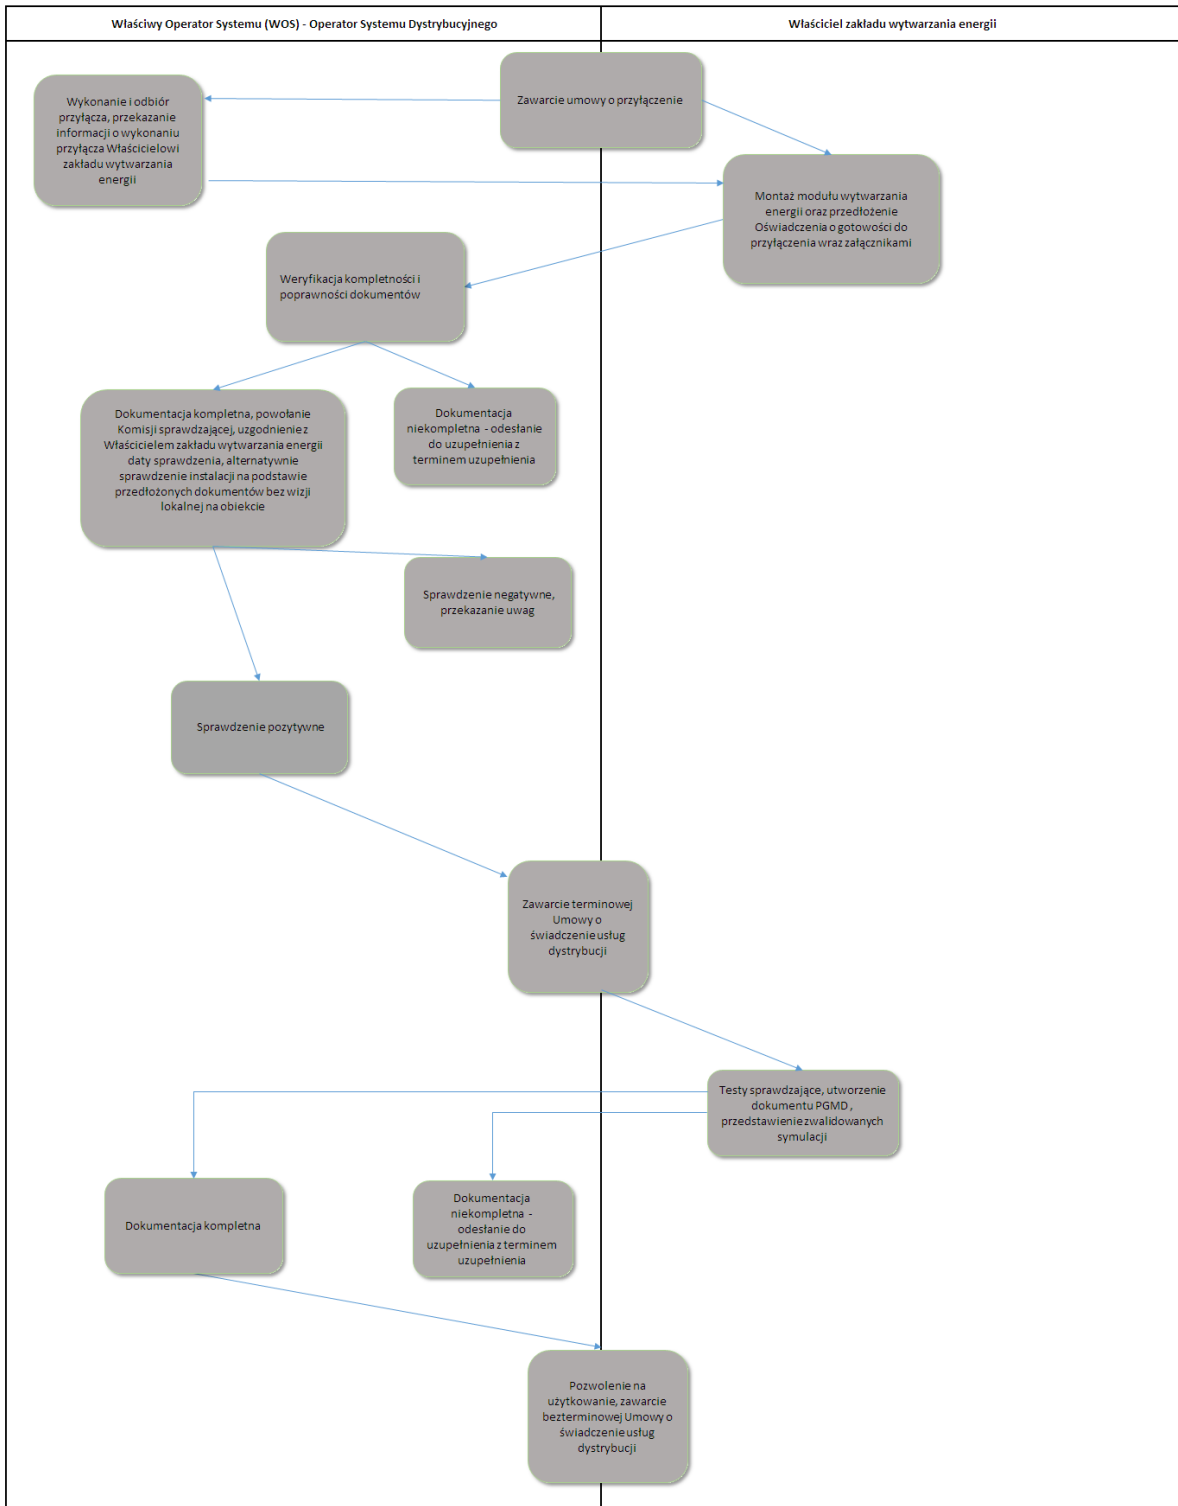 Właściwy Operator Systemu (WOS) - Operator Systemu Dystrybucyjnego
Właściciel zakładu wytwarzania energii
Zawarcie umowy o przyłączenie
Wykonanie i odbiór
przyłącza, przekazanie
informacji o wykonaniu
przyłącza Właścicielowi
zakładu wytwarzania
energii
Montaż modułu wytwarzania
energii oraz przedłożenie
Oświadczenia o gotowości do
przyłączenia wraz załącznikami
Weryfikacja kompletności i
poprawności dokumentów
Dokumentacja kompletna, powołanie
Komisji sprawdzającej, uzgodnienie z
Właścicielem zakładu wytwarzania energii
daty sprawdzenia, alternatywnie
sprawdzenie instalacji na podstawie
przedłożonych dokumentów bez wizji
lokalnej na obiekcie
Dokumentacja
niekompletna - odesłanie
do uzupełnienia z
terminem uzupełnienia
Sprawdzenie negatywne,
przekazanie uwag
Sprawdzenie pozytywne
Zawarcie terminowej
Umowy o
świadczenie usług
dystrybucji
Testy sprawdzające, utworzenie
dokumentu PGMD ,
przedstawienie zwalidowanych
symulacji
Dokumentacja kompletna
Dokumentacja
niekompletna -
odesłanie do
uzupełnienia z terminem
uzupełnienia
Pozwolenie na
użytkowanie, zawarcie
bezterminowej Umowy o
świadczenie usług
dystrybucji